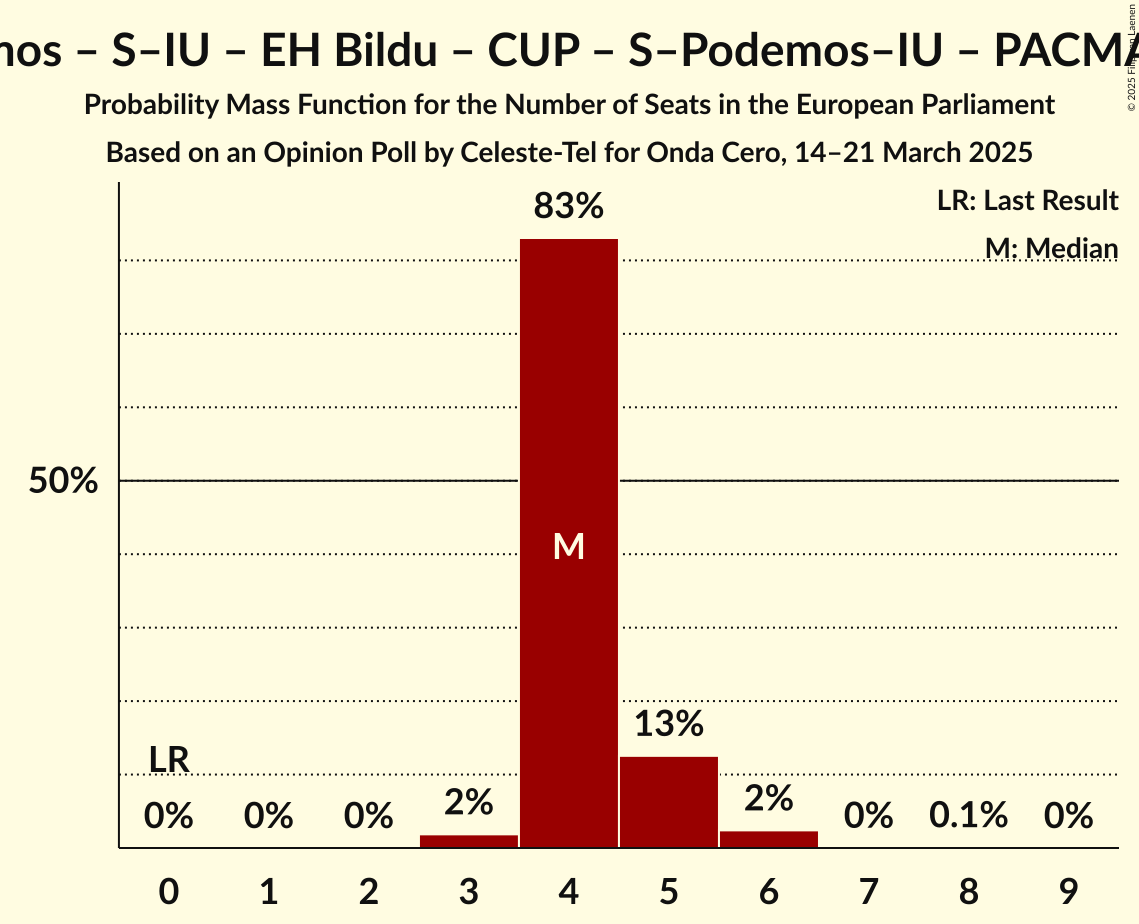 – S–IU – EH Bildu – CUP – S–Podemos–IU –
Probability Mass Function for the Number of Seats in the European Parliament
Based on an Opinion Poll by Celeste-Tel for Onda Cero, 14–21 March 2025
LR: Last Result
M: Median
83%
50%
M
13%
LR
0% 0% 0% 2% 2% 0% 0.1% 0%
0 1 2 3 4 5 6 7 8 9
© 2025 Laenen